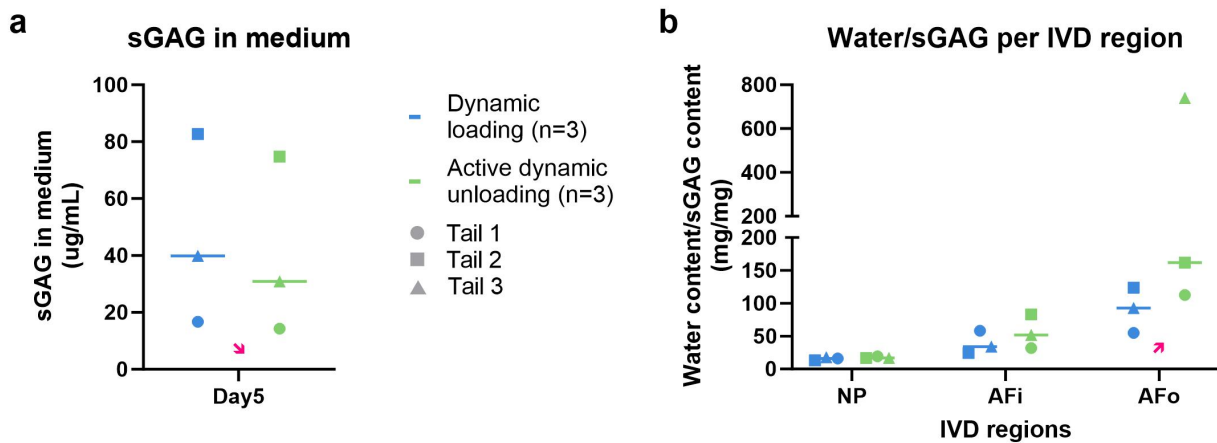 a
sGAG in medium
sGAG in medium
(ug/mL)
100
80
60
40
20
0
Day5
Dynamic
loading (n=3)
Active dynamic
unloading (n=3)
Tail 1
Tail 2
Tail 3
b
Water/sGAG per IVD region
Water content/sGAG content
(mg/mg)
800
600
400
200
200
150
100
50
0
NP
AFi
AFo
IVD regions